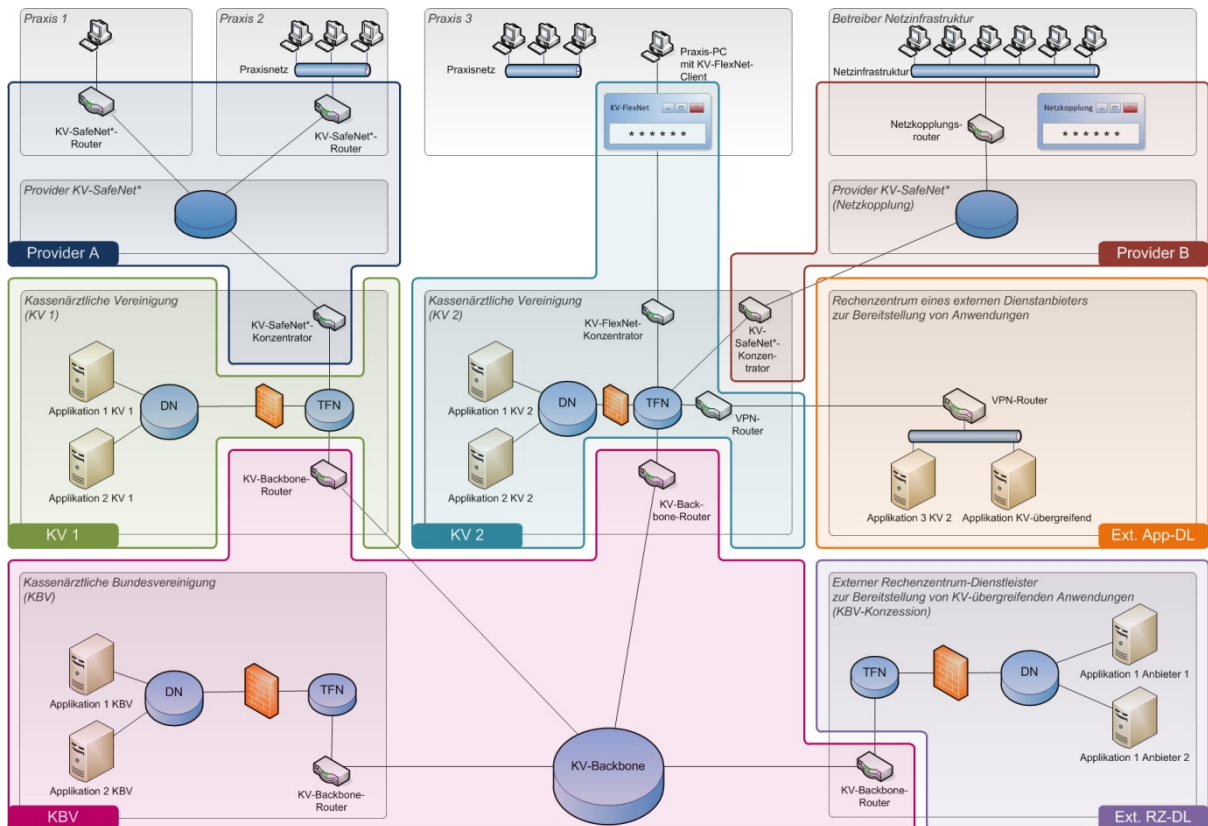 Praxis 1
KV-SafeNet*-
Router
Praxis 2
Praxisnetz
KV-SafeNet*-
Router
Provider KV-SafeNet*
Provider A
Praxis 3
Praxisnetz
Praxis-PC
mit KV-FlexNet-
Client
KV-FlexNet
* * * * * *
Betreiber Netzinfrastruktur
Netzinfrastruktur
Netzkopplungs-
router
Netzkopplung
* * * * * *
Provider KV-SafeNet*
(Netzkopplung)
Provider B
Kassenärztliche Vereinigung
(KV 1)
KV-SafeNet*-
Konzentrator
Applikation 1 KV 1
DN
TFN
Applikation 2 KV 1
KV-Backbone-
Router
KV 1
Kassenärztliche Vereinigung
(KV 2)
KV-FlexNet-
Konzentrator
KV-
SafeNet*-
Konzen-
trator
Applikation 1 KV 2
DN
TFN
VPN-
Router
Applikation 2 KV 2
KV-Back-
bone-Router
KV 2
Rechenzentrum eines externen Dienstanbieters
zur Bereitstellung von Anwendungen
VPN-Router
Applikation 3 KV 2
Applikation KV-übergreifend
Ext. App-DL
Kassenärztliche Bundesvereinigung
(KBV)
Applikation 1 KBV
DN
TFN
Applikation 2 KBV
KV-Backbone-
Router
KBV
KV-Backbone
Externer Rechenzentrum-Dienstleister
zur Bereitstellung von KV-übergreifenden Anwendungen
(KBV-Konzession)
TFN
DN
Applikation 1 Anbieter 1
Applikation 1 Anbieter 2
KV-Backbone-
Router
Ext. RZ-DL